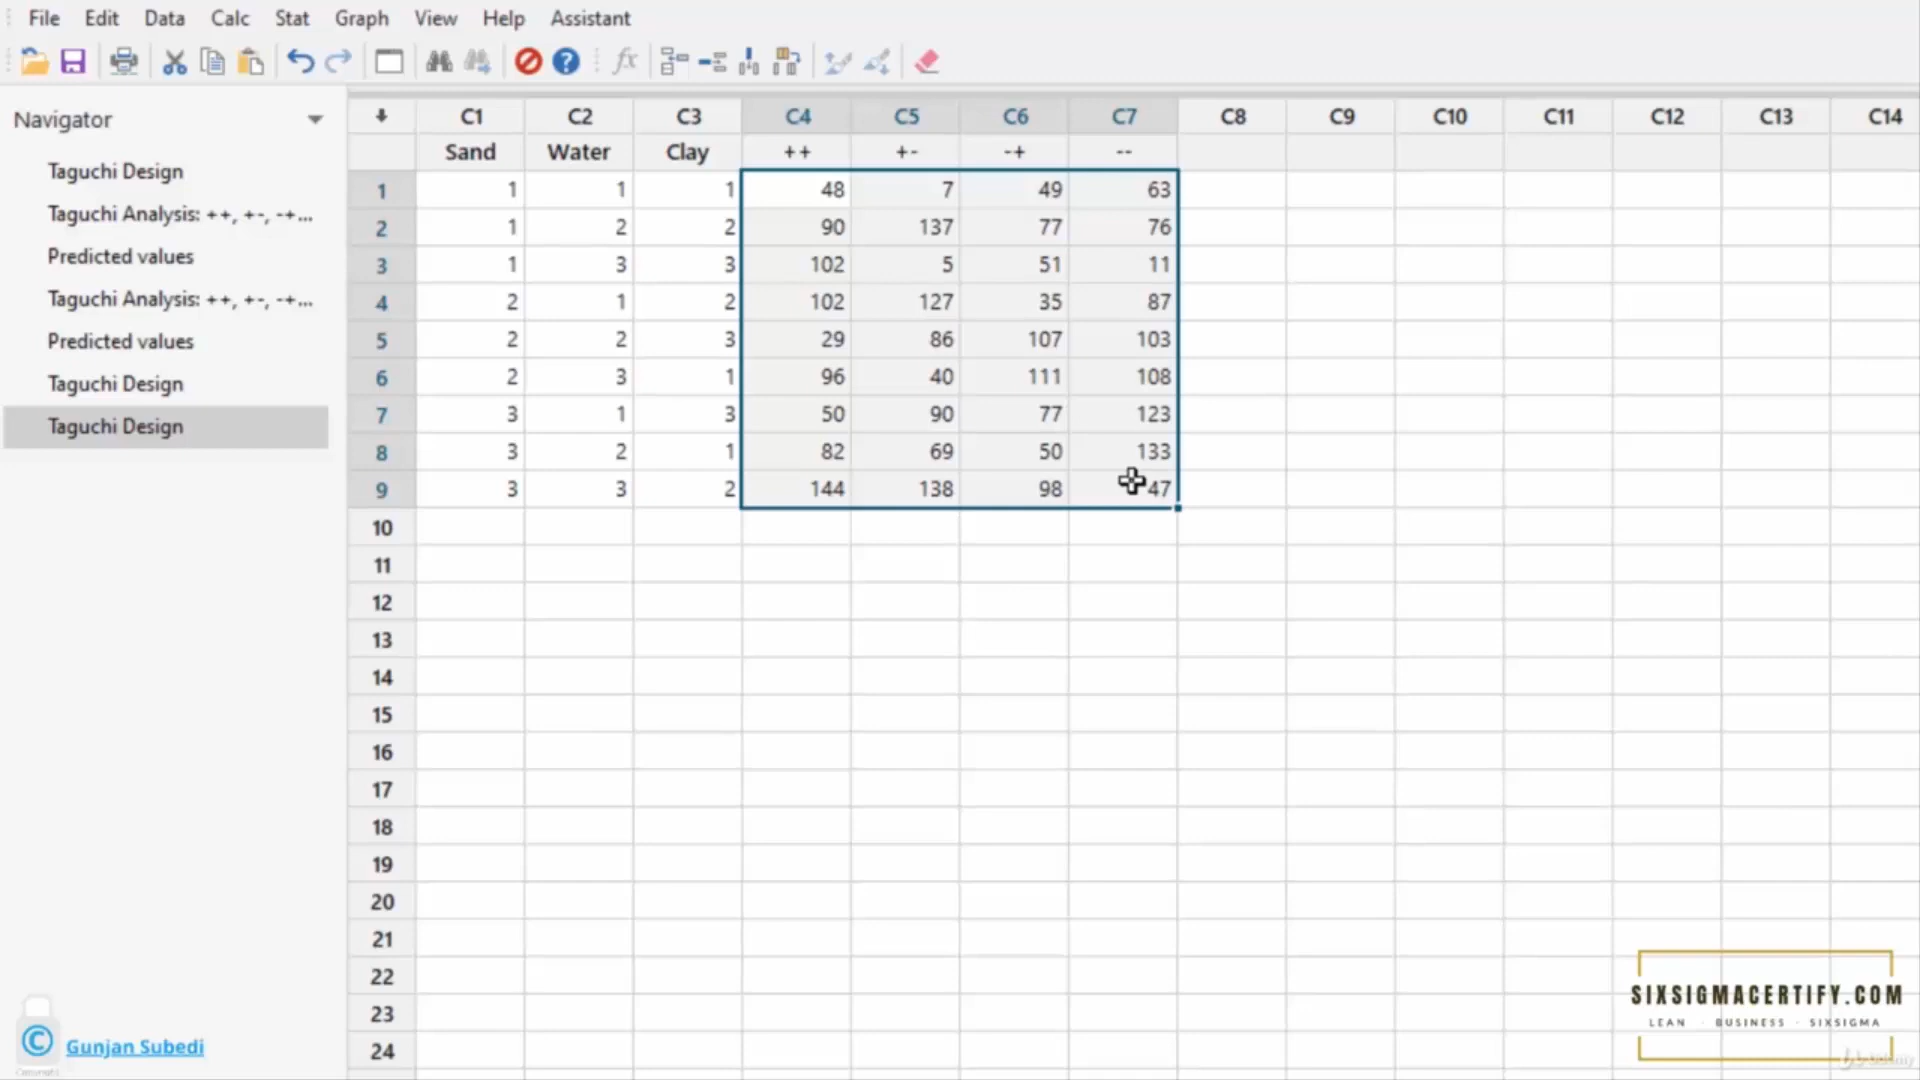 File Edit Data Calc Stat Graph View Help Assistant
Navigator
Taguchi Design
Taguchi Analysis: ++, +-, -+...
Predicted values
Taguchi Analysis: ++, +-, -+...
Predicted values
Taguchi Design
Taguchi Design
C1 C2 C3 C4 C5 C6 C7 C8 C9 C10 C11 C12 C13 C14
Sand Water Clay ++ +- -+ --
1 1 1 1 48 7 49 63
2 1 2 2 90 137 77 76
3 1 3 3 102 5 51 11
4 2 1 2 102 127 35 87
5 2 2 3 29 86 107 103
6 2 3 1 96 40 111 108
7 3 1 3 50 90 77 123
8 3 2 1 82 69 50 133
9 3 3 2 144 138 98 47
10
11
12
13
14
15
16
17
18
19
20
21
22
23
24
© Gunjan Subedi
SIXSIGMACERTIFY.COM
LEAN · BUSINESS · SIXSIGMA